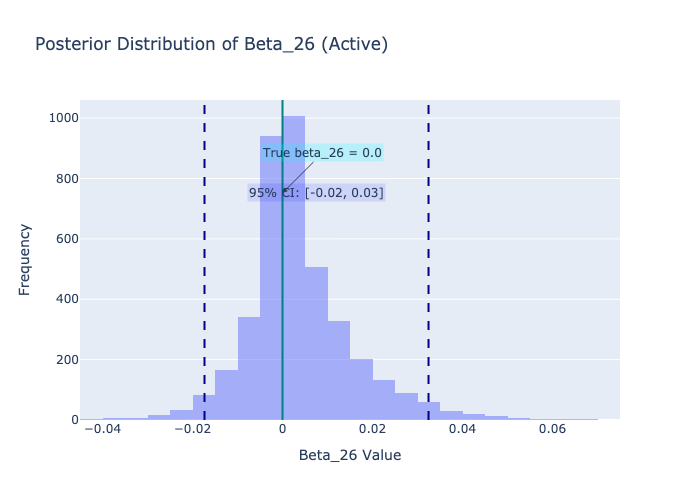 Posterior Distribution of Beta_26 (Active)
1000
800
600
400
200
0
Frequency
True beta_26 = 0.0
95% CI: [-0.02, 0.03]
−0.04
−0.02
0
0.02
0.04
0.06
Beta_26 Value